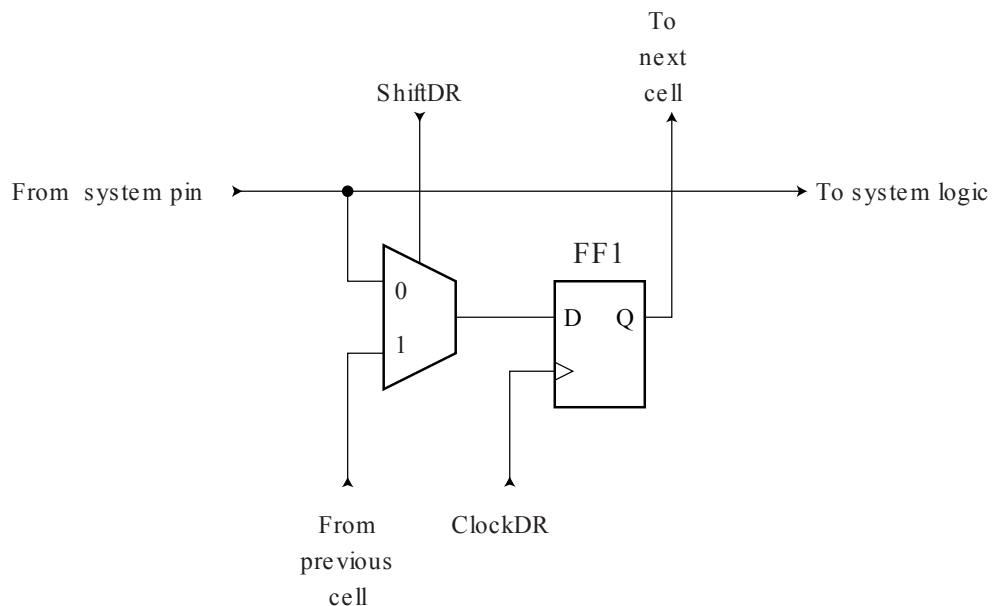 To
next
cell
ShiftDR
From system pin
To system logic
FF1
0
D Q
1
From
previous
cell
ClockDR